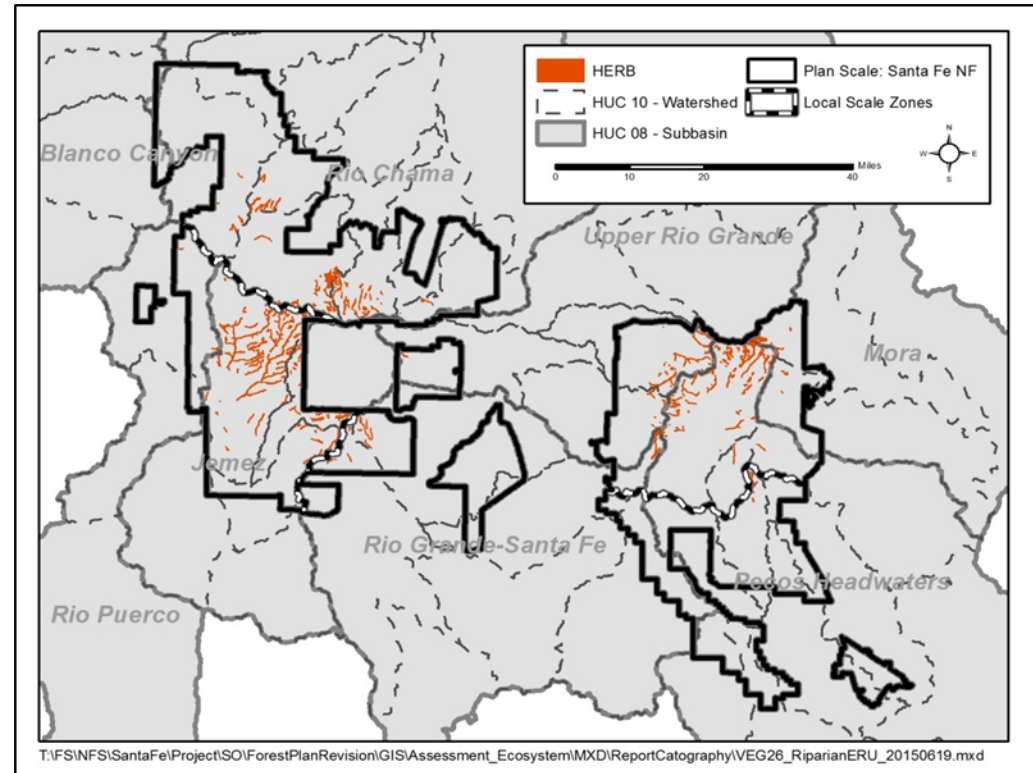 HERB
HUC 10 - Watershed
HUC 08 - Subbasin
Plan Scale: Santa Fe NF
Local Scale Zones
N
W E
S
Miles
0 10 20 40
Blanco Canyon
Rio Chama
Upper Rio Grande
Mora
Jemez
Rio Grande-Santa Fe
Pecos Headwaters
Rio Puerco
T:\FS\NFS\SantaFe\Project\SO\ForestPlanRevision\GIS\Assessment_Ecosystem\MXD\ReportCatography\VEG26_RiparianERU_20150619.mxd